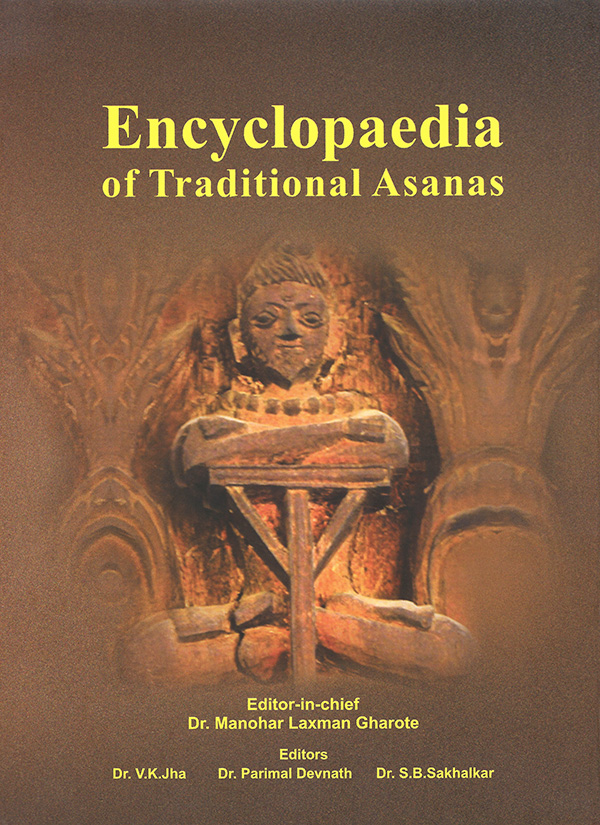 Encyclopaedia
of Traditional Asanas
Editor-in-chief
Dr. Manohar Laxman Gharote
Editors
Dr. V.K.Jha Dr. Parimal Devnath Dr. S.B.Sakhalkar